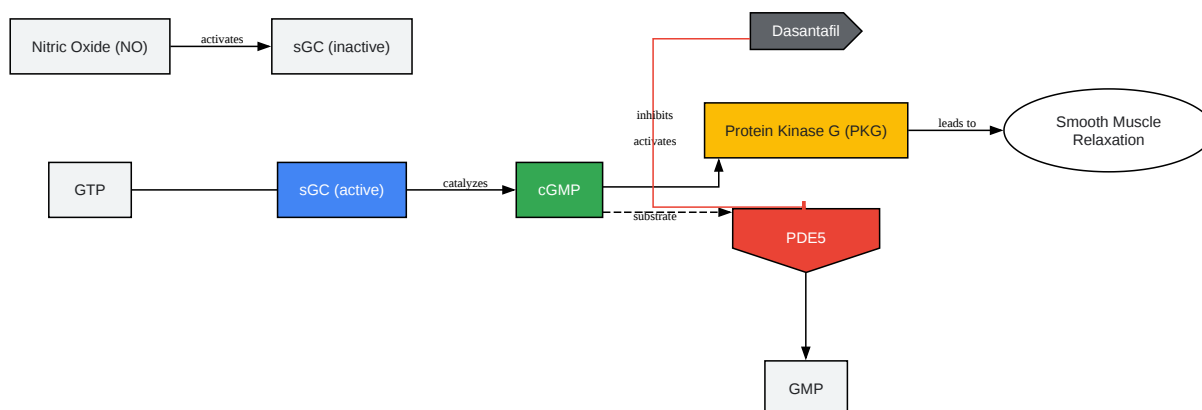 Nitric Oxide (NO)
activates
sGC (inactive)
Dasantafil
inhibits
activates
Protein Kinase G (PKG)
leads to
Smooth Muscle
Relaxation
GTP
sGC (active)
catalyzes
cGMP
substrate
PDE5
GMP